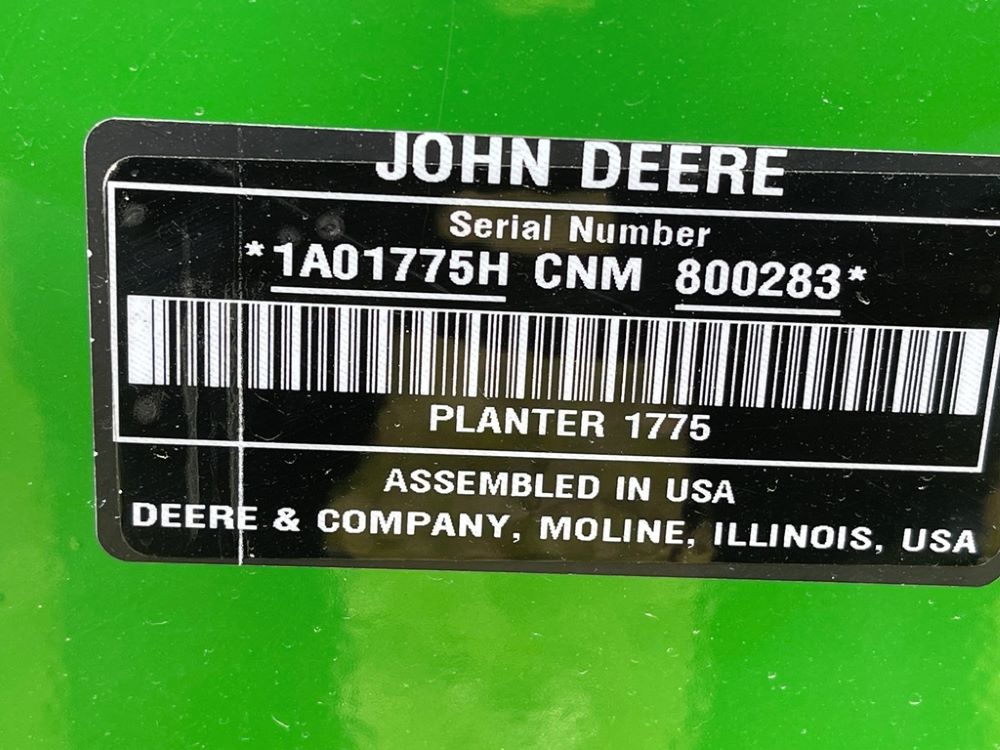 JOHN DEERE
Serial Number
*1A01775H CNM 800283*
PLANTER 1775
ASSEMBLED IN USA
DEERE & COMPANY, MOLINE, ILLINOIS, USA